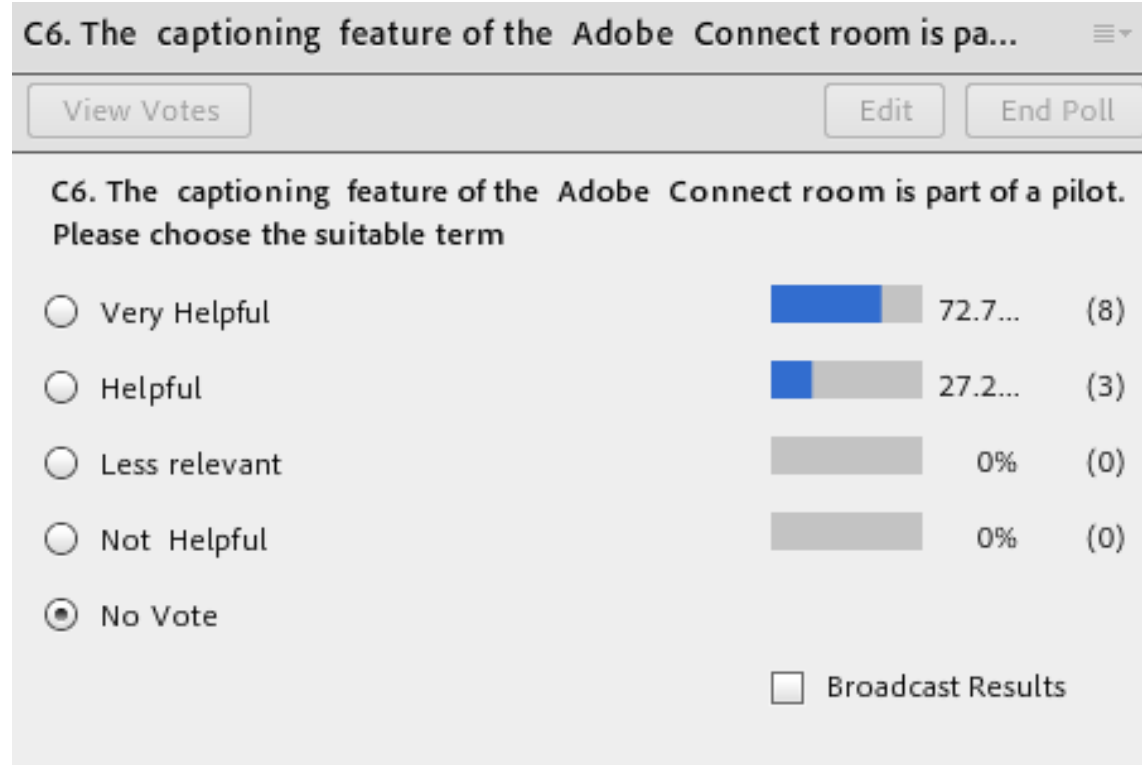 C6. The captioning feature of the Adobe Connect room is pa...
View Votes
Edit
End Poll
C6. The captioning feature of the Adobe Connect room is part of a pilot.
Please choose the suitable term
Very Helpful 72.7... (8)
Helpful 27.2... (3)
Less relevant 0% (0)
Not Helpful 0% (0)
No Vote
Broadcast Results